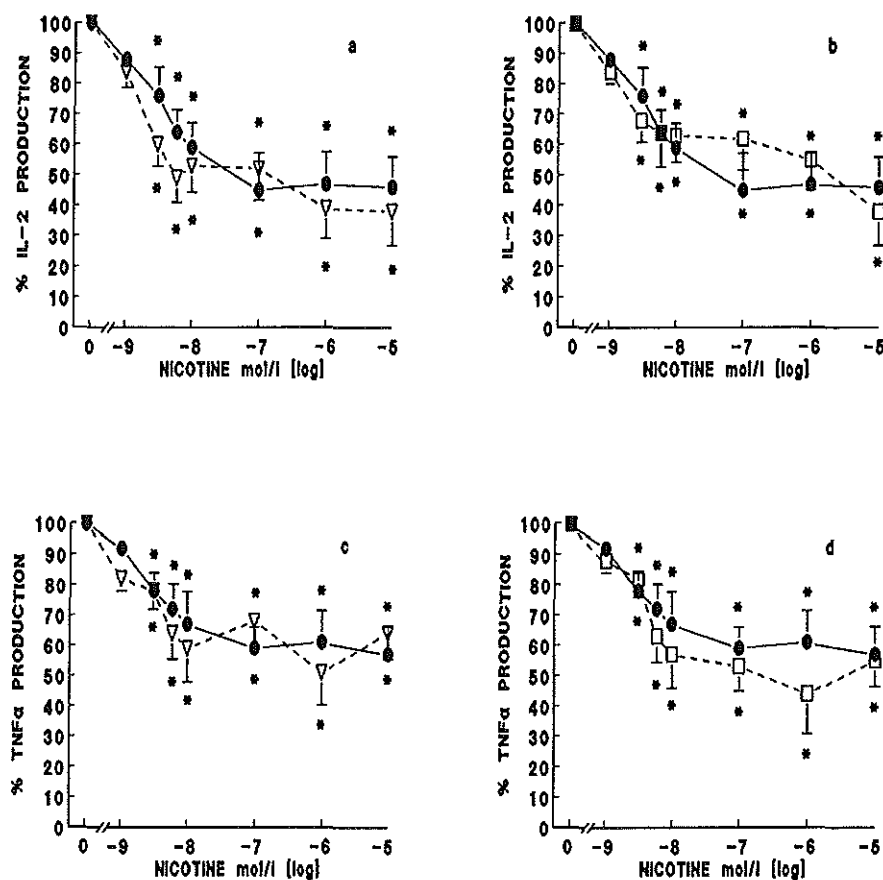 a
% IL-2 PRODUCTION
100
90
80
70
60
50
40
30
20
10
0
* * * * * *
* * * * * *
0 -9 -8 -7 -6 -5
NICOTINE mol/l [log]
b
% IL-2 PRODUCTION
100
90
80
70
60
50
40
30
20
10
0
* * * * * *
* * * * * *
0 -9 -8 -7 -6 -5
NICOTINE mol/l [log]
c
% TNFα PRODUCTION
100
90
80
70
60
50
40
30
20
10
0
* * * * * *
* * * * * *
0 -9 -8 -7 -6 -5
NICOTINE mol/l [log}
d
% TNFα PRODUCTION
100
90
80
70
60
50
40
30
20
10
0
* * * * * *
* * * * * *
0 -9 -8 -7 -6 -5
NICOTINE mol/l [log]